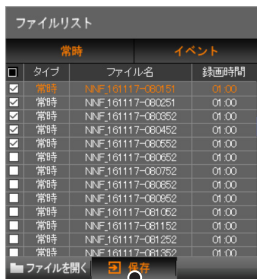 ファイルリスト
常時 イベント
タイプ ファイル名 録画時間
常時 NNF_161117-080151 01:00
常時 NNF_161117-080251 01:00
常時 NNF_161117-080352 01:00
常時 NNF_161117-080452 01:00
常時 NNF_161117-080552 01:00
常時 NNF_161117-080652 01:00
常時 NNF_161117-080752 01:00
常時 NNF_161117-080852 01:00
常時 NNF_161117-080952 01:00
常時 NNF_161117-081052 01:00
常時 NNF_161117-081152 01:00
常時 NNF_161117-081252 01:00
常時 NNF_161117-081352 01:00
ファイルを開く 保存